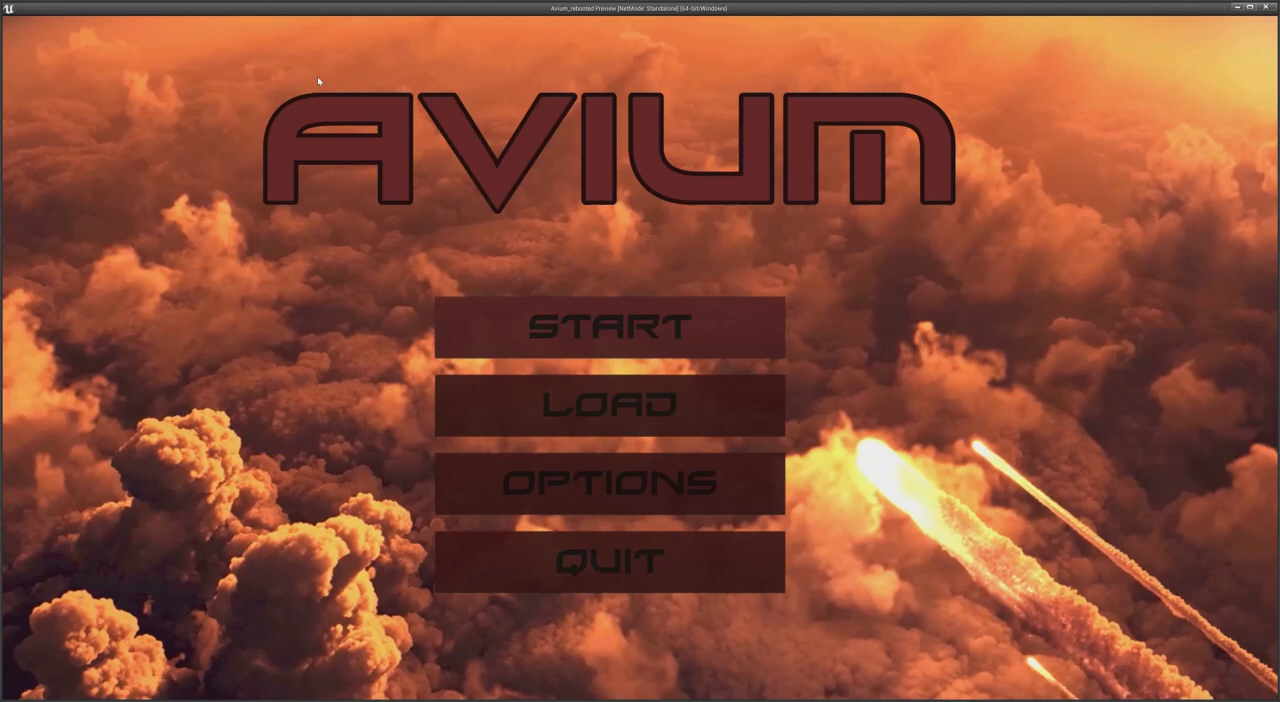 Avium_rebooted Preview [NetMode: Standalone] (64-bit/Windows)
AVIUM
START
LOAD
OPTIONS
QUIT